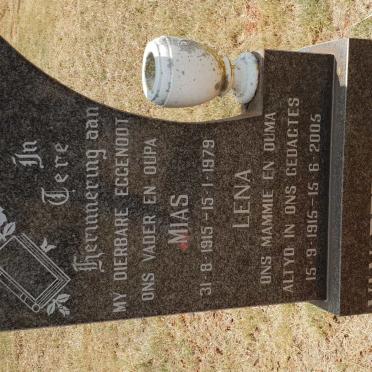 In
Tere
Herinnering aan
MY DIERBARE EGGENOOT
ONS VADER EN OUPA
MIAS
31·8·1915-15·1·1979
LENA
ONS MAMMIE EN OUMA
ALTYD IN ONS GEDAGTES
15·9·1916-15·6·2005